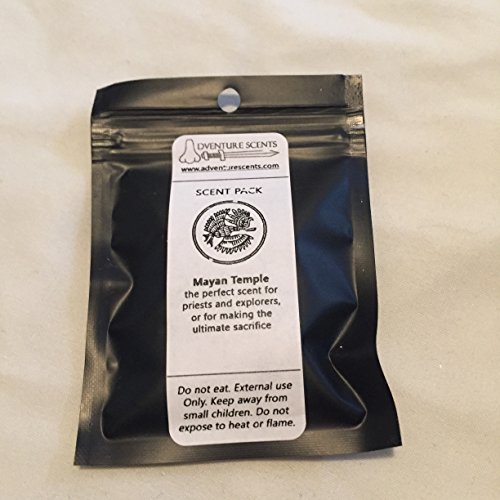 DVENTURE SCENTS
www.adventurescents.com
SCENT PACK
Mayan Temple
the perfect scent for
priests and explorers,
or for making the
ultimate sacrifice
Do not eat. External use
Only. Keep away from
small children. Do not
expose to heat or flame.